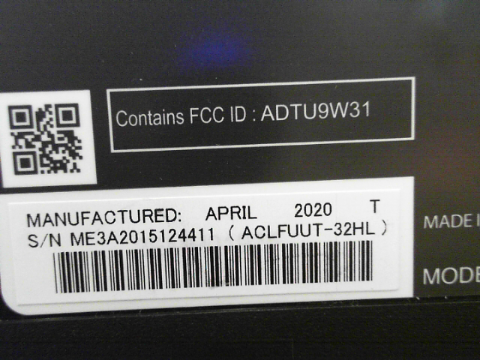 Contains FCC ID : ADTU9W31
MANUFACTURED: APRIL 2020 T
S/N ME3A2015124411 ( ACLFUUT-32HL )
MADE I
MODE